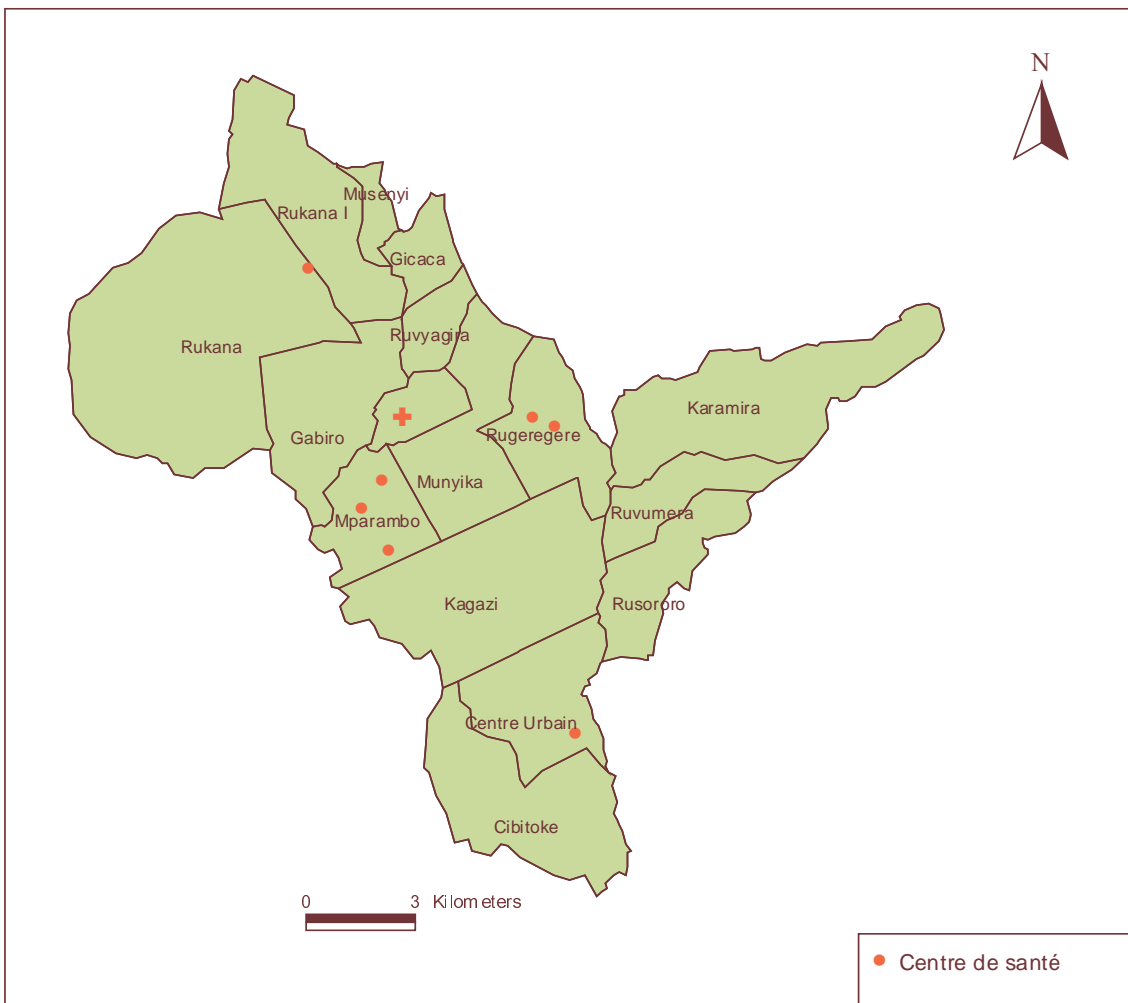 N
Musenyi
Rukana I
Gicaca
Ruvyagira
Rukana
Karamira
Rugeregere
Gabiro
Munyika
Ruvumera
Mparambo
Kagazi
Rusororo
Centre Urbain
Cibitoke
0 3 Kilometers
Centre de santé